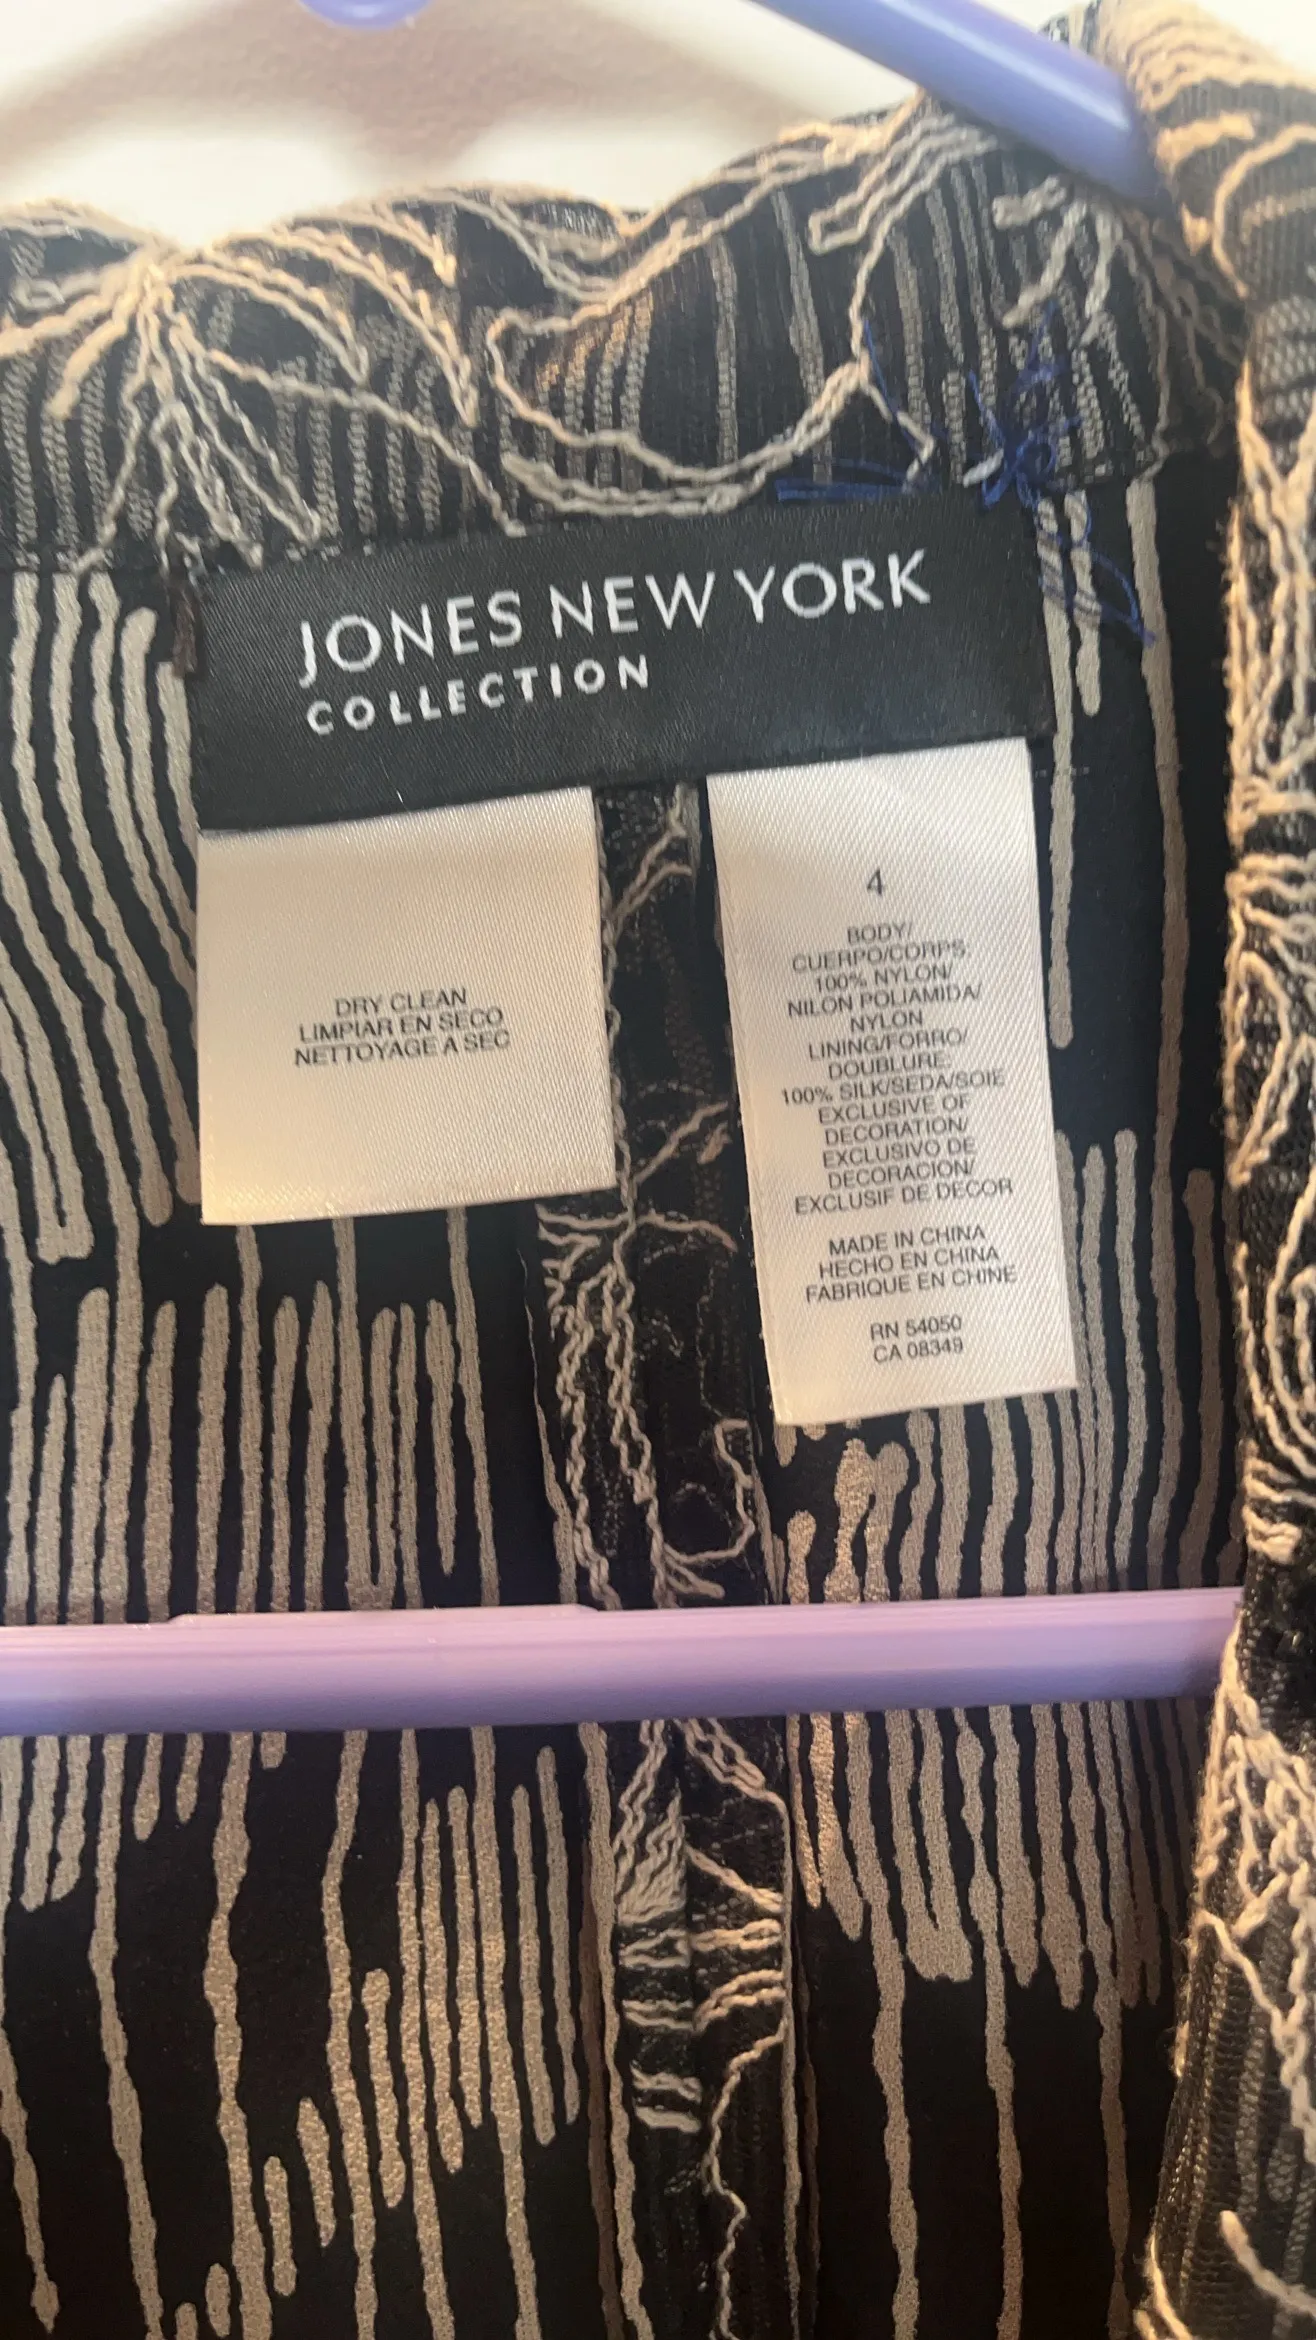 JONES NEW YORK
COLLECTION
DRY CLEAN
LIMPIAR EN SECO
NETTOYAGE A SEC
4
BODY/
CUERPO/CORPS:
100% NYLON/
NILON POLIAMIDA/
NYLON
LINING/FORRO/
DOUBLURE:
100% SILK/SEDA/SOIE
EXCLUSIVE OF
DECORATION/
EXCLUSIVO DE
DECORACION/
EXCLUSIF DE DECOR
MADE IN CHINA
HECHO EN CHINA
FABRIQUE EN CHINE
RN 54050
CA 08349